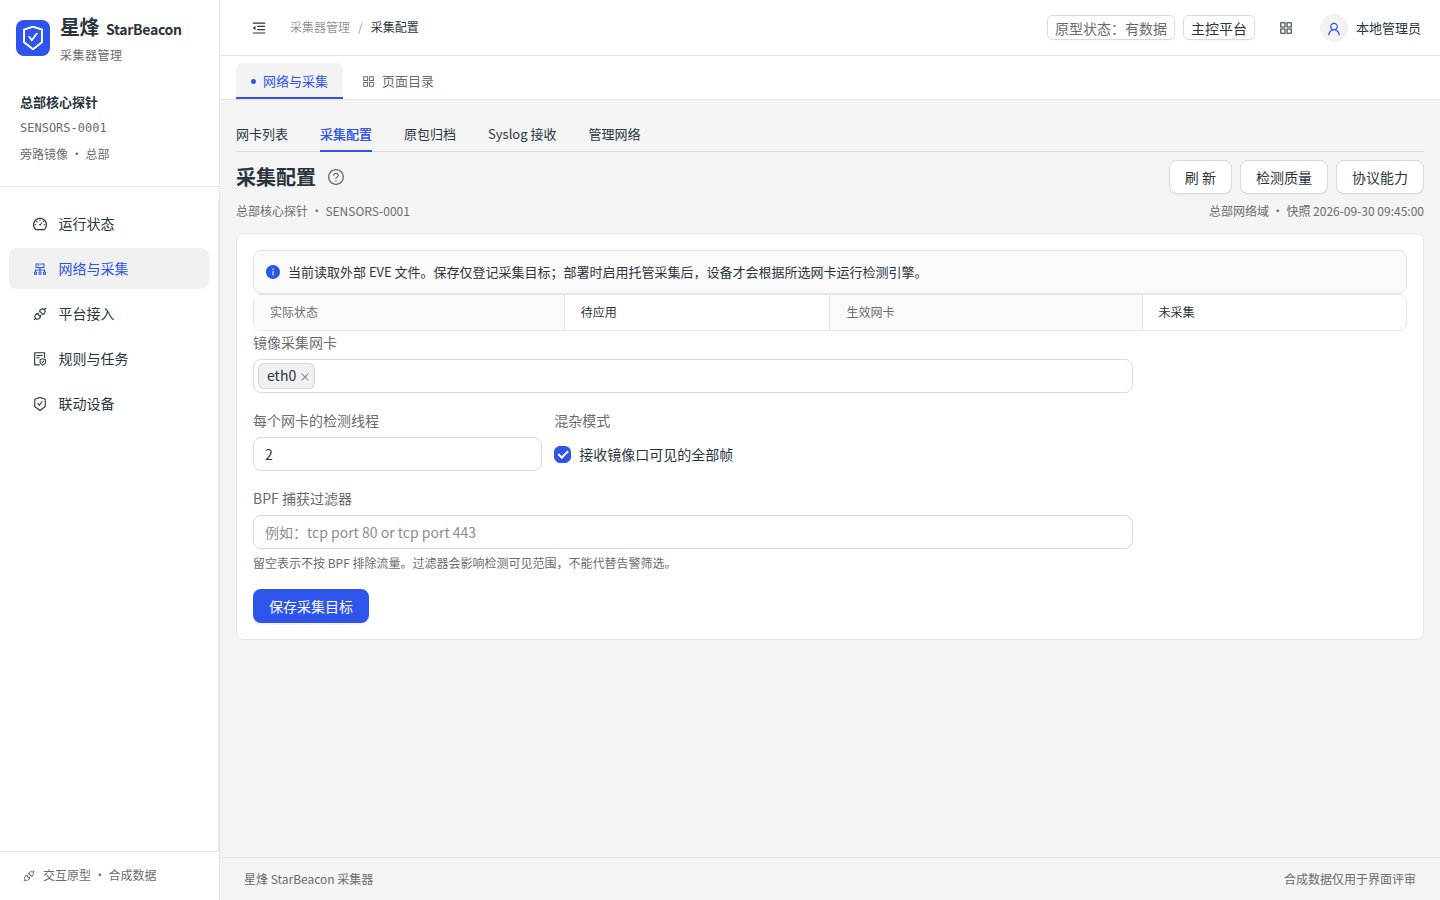 星烽 StarBeacon
采集器管理
总部核心探针
SENSORS-0001
旁路镜像 · 总部
运行状态
网络与采集
平台接入
规则与任务
联动设备
交互原型 · 合成数据
采集器管理 / 采集配置
原型状态：有数据
主控平台
本地管理员
网络与采集
页面目录
网卡列表
采集配置
原包归档
Syslog 接收
管理网络
采集配置
刷 新
检测质量
协议能力
总部核心探针 · SENSORS-0001
总部网络域 · 快照 2026-09-30 09:45:00
当前读取外部 EVE 文件。保存仅登记采集目标；部署时启用托管采集后，设备才会根据所选网卡运行检测引擎。
实际状态
待应用
生效网卡
未采集
镜像采集网卡
eth0
每个网卡的检测线程
混杂模式
2
接收镜像口可见的全部帧
BPF 捕获过滤器
例如：tcp port 80 or tcp port 443
留空表示不按 BPF 排除流量。过滤器会影响检测可见范围，不能代替告警筛选。
保存采集目标
星烽 StarBeacon 采集器
合成数据仅用于界面评审